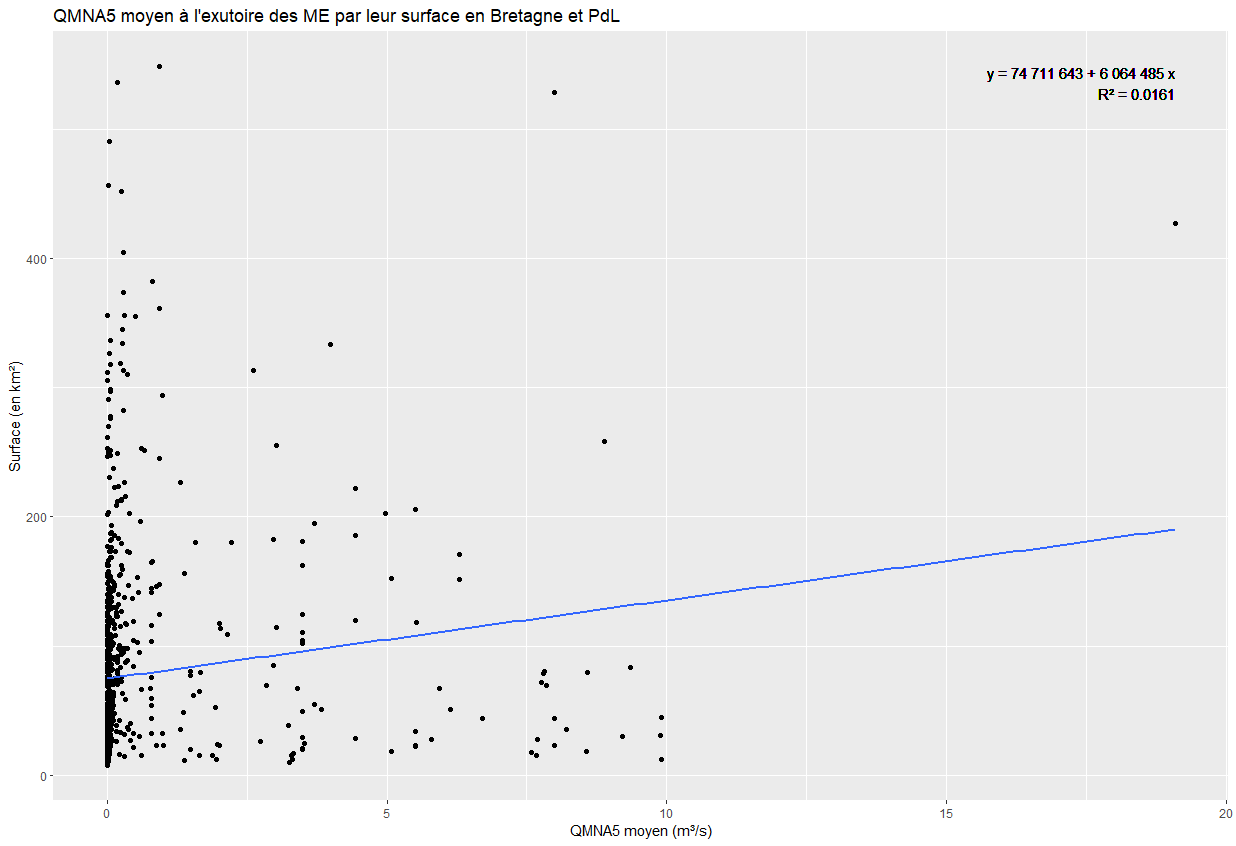 QMNA5 moyen à l'exutoire des ME par leur surface en Bretagne et PdL
y = 74 711 643 + 6 064 485 x
R² = 0.0161
Surface (en km²)
400
200
0
0 5 10 15 20
QMNA5 moyen (m³/s)